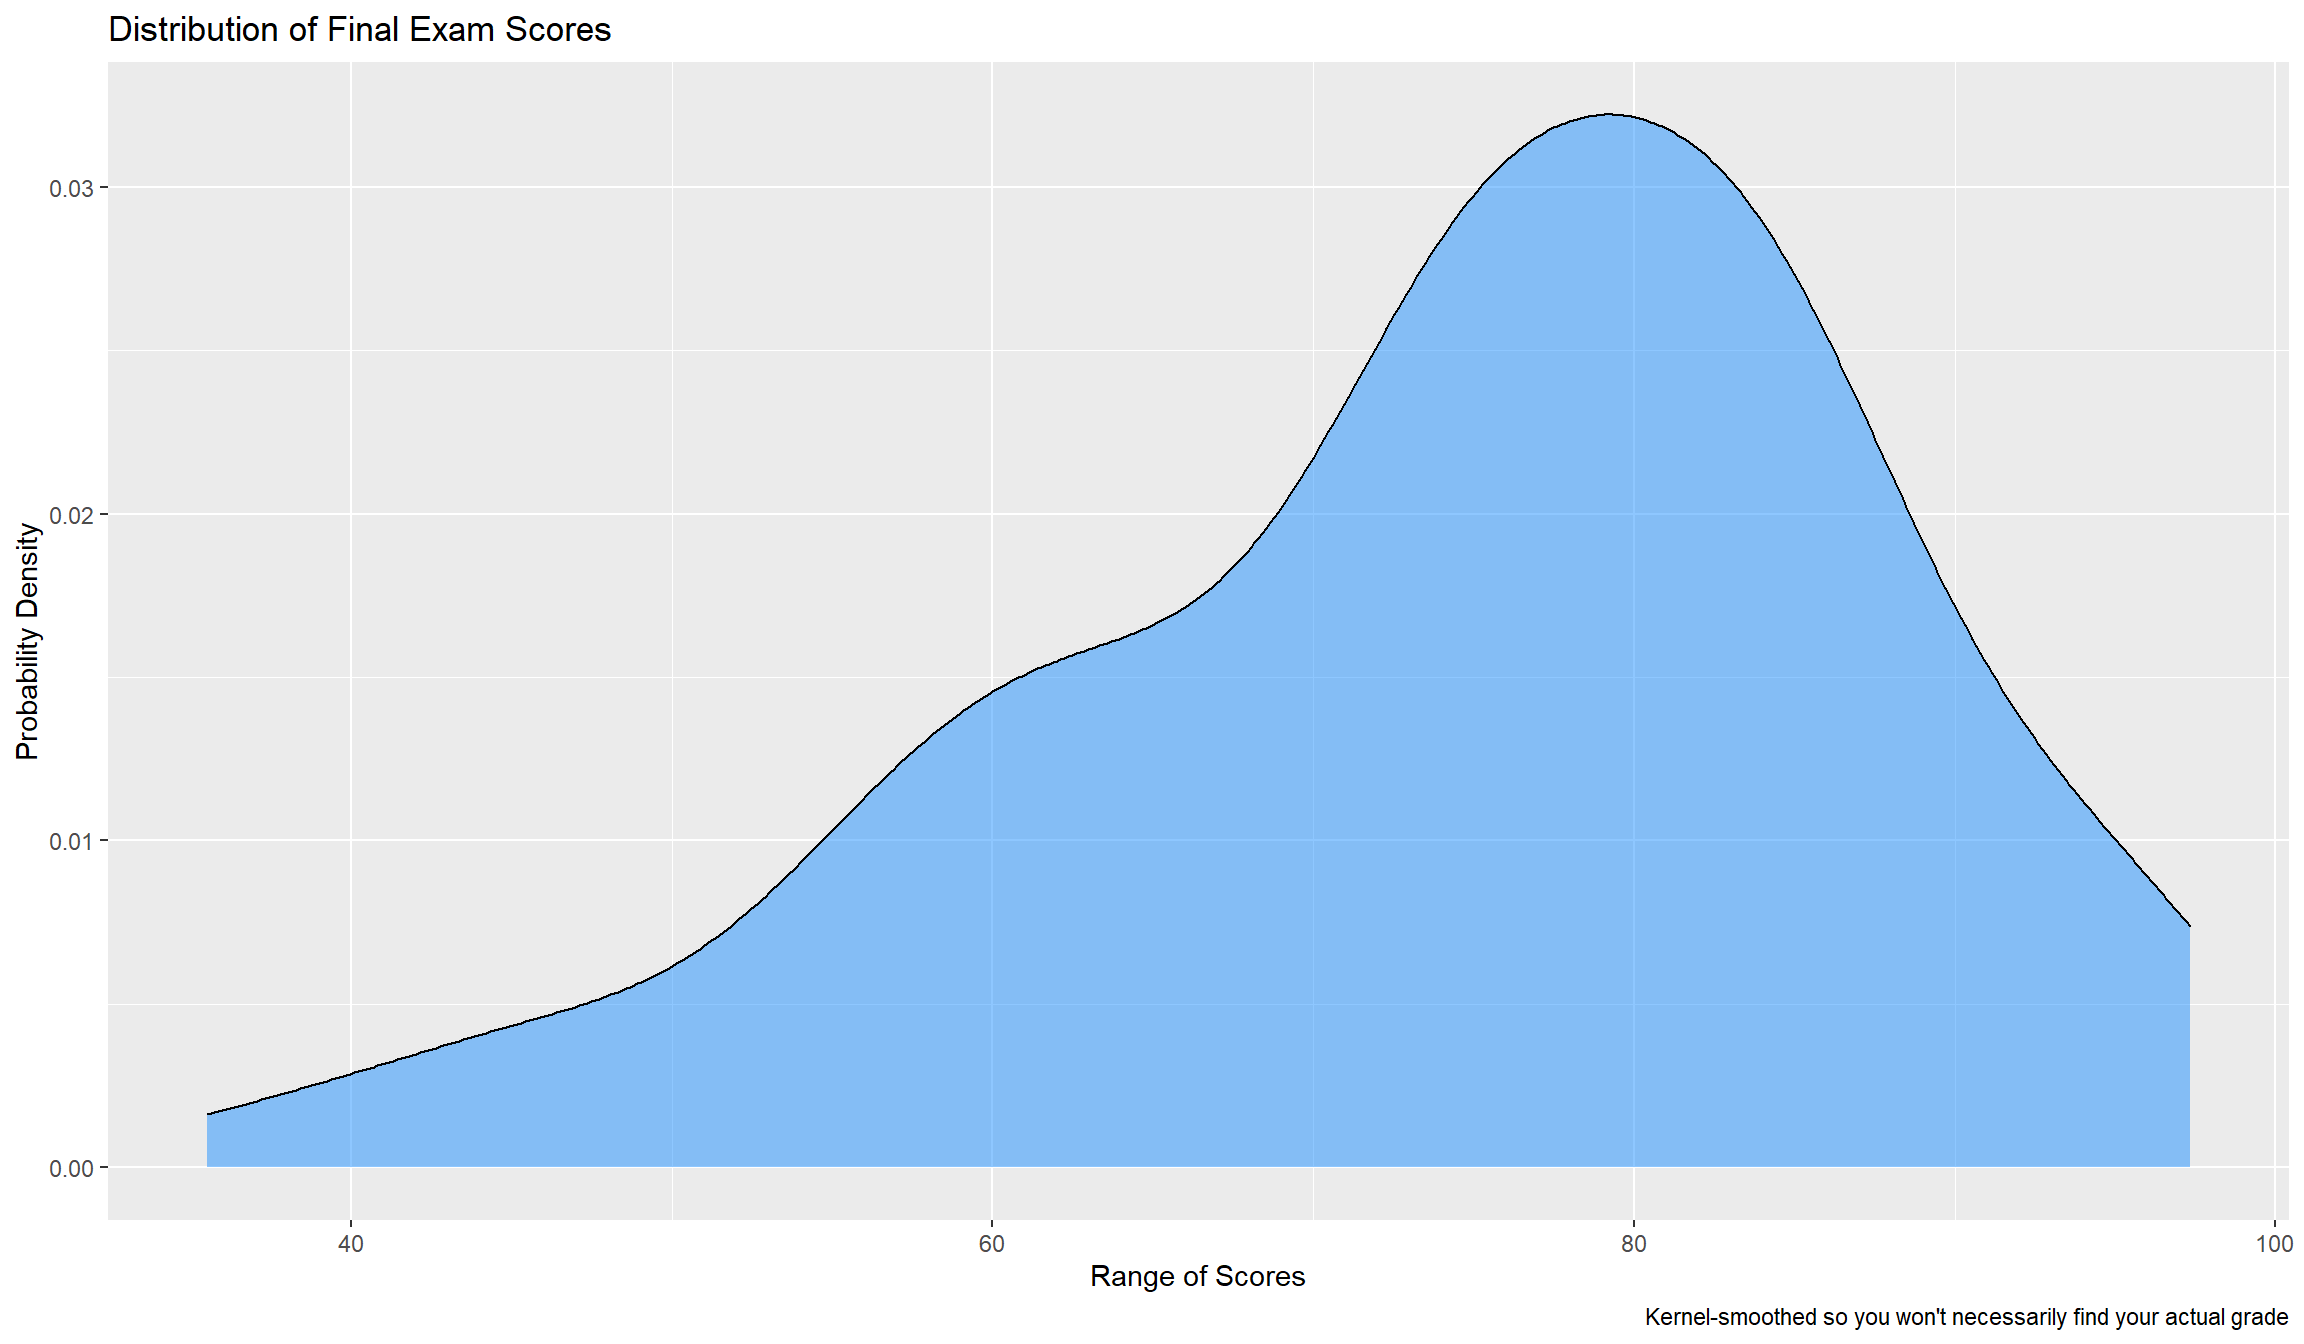 Distribution of Final Exam Scores
Probability Density
0.03
0.02
0.01
0.00
40 60 80 100
Range of Scores
Kernel-smoothed so you won't necessarily find your actual grade